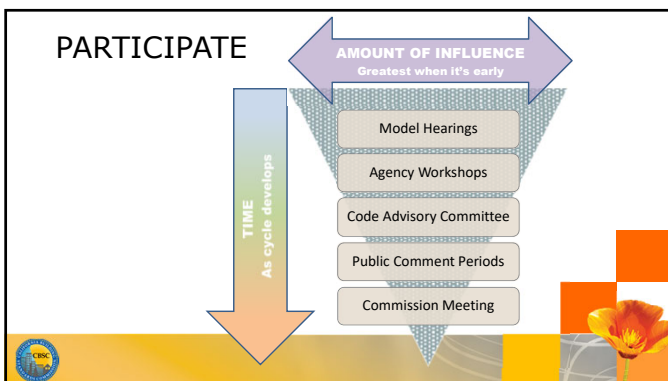 PARTICIPATE
AMOUNT OF INFLUENCE
Greatest when it's early
TIME
As cycle develops
Model Hearings
Agency Workshops
Code Advisory Committee
Public Comment Periods
Commission Meeting
CBSC